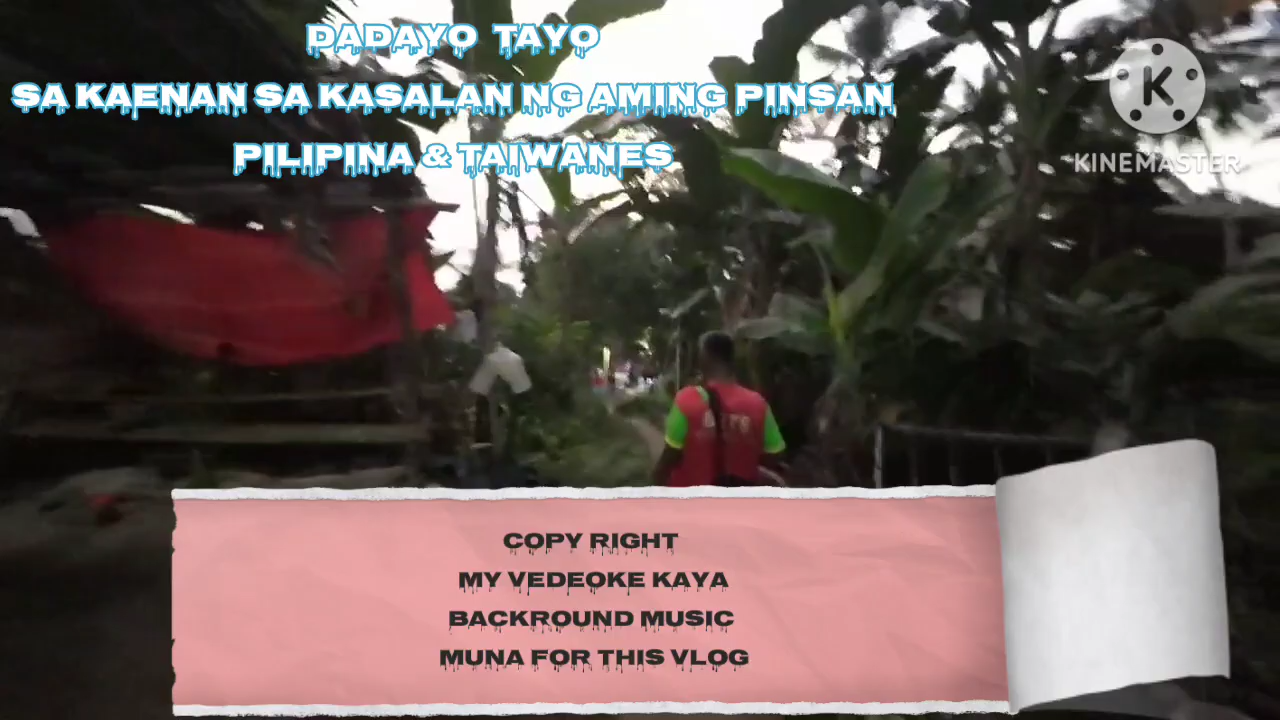 DADAYO TAYO
SA KAENAN SA KASALAN NG AMING PINSAN
PILIPINA & TAIWANES
KINEMASTER
COPY RIGHT
MY VEDEOKE KAYA
BACKROUND MUSIC
MUNA FOR THIS VLOG